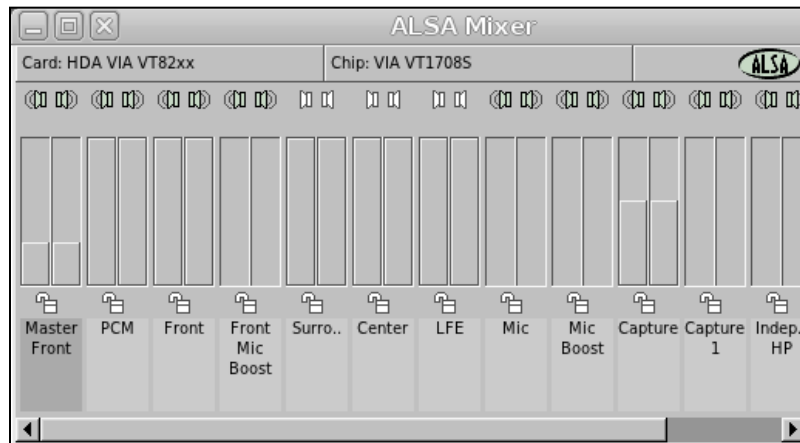 ALSA Mixer
Card: HDA VIA VT82xx
Chip: VIA VT1708S
ALSA
Master Front
PCM
Front
Front Mic Boost
Surro..
Center
LFE
Mic
Mic Boost
Capture
Capture 1
Indep. HP